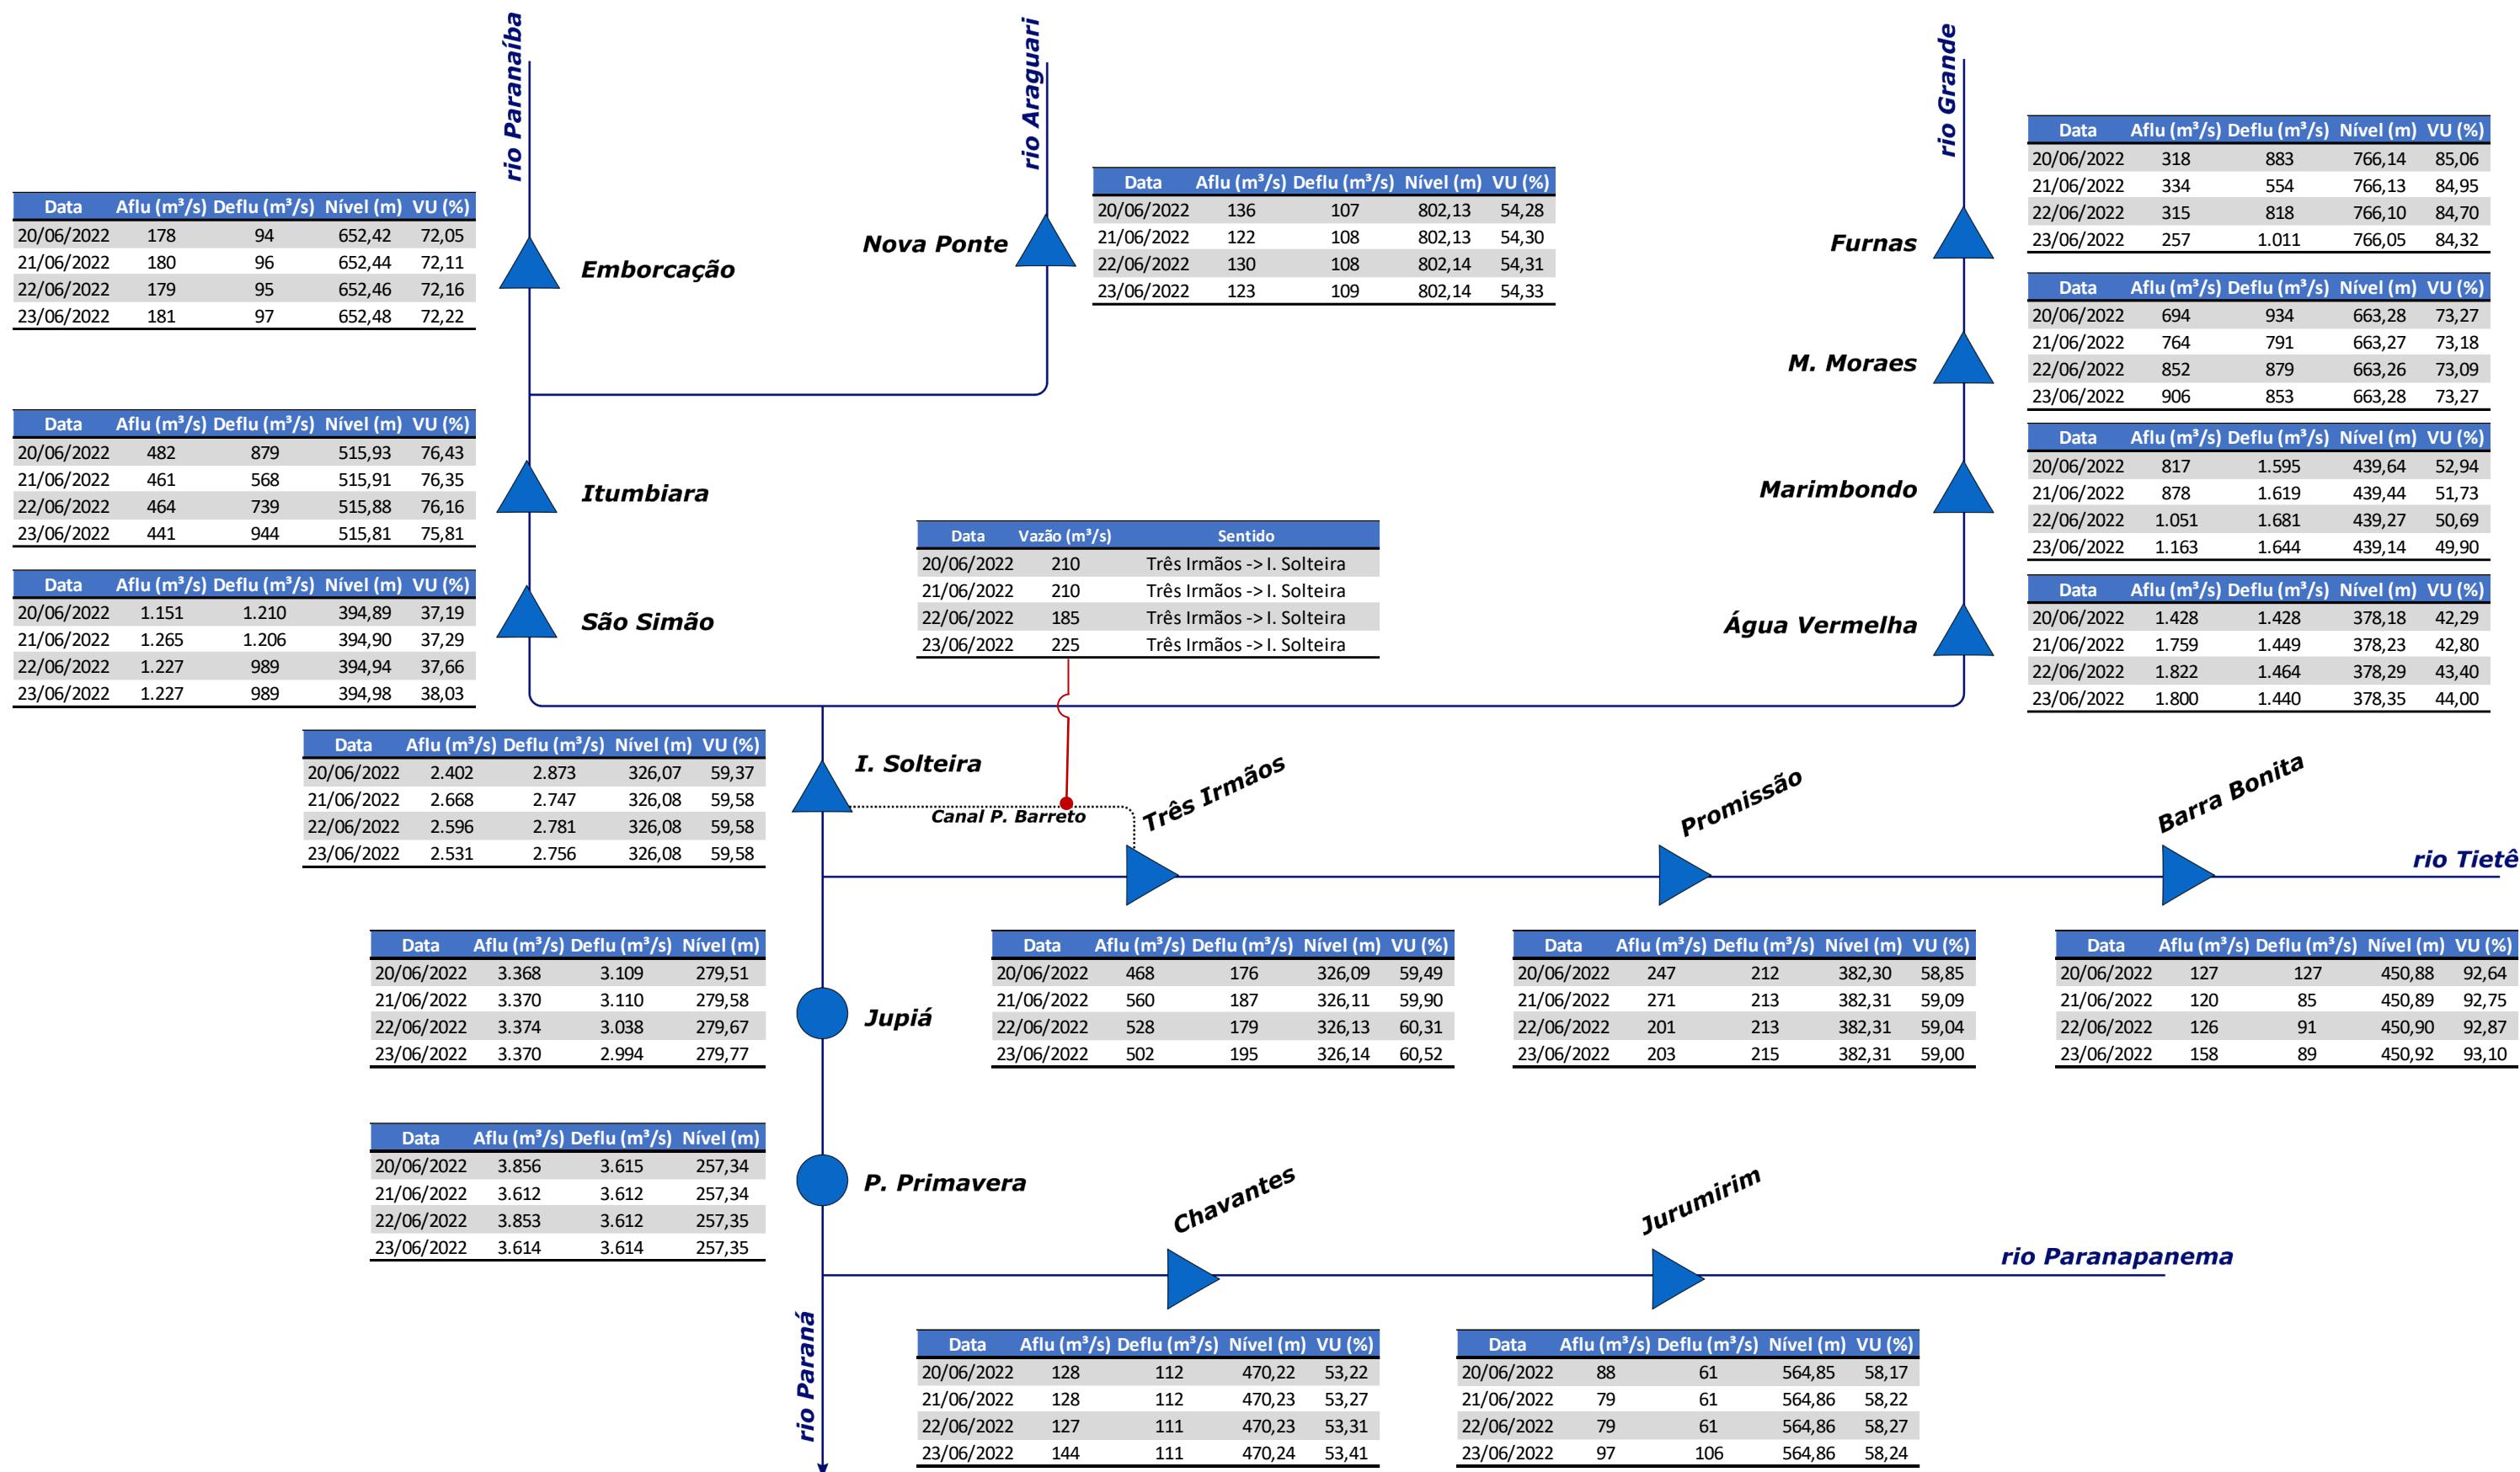 rio Paranaíba
rio Araguari
rio Grande
Data Aflu (m³/s) Deflu (m³/s) Nível (m) VU (%)
20/06/2022 318 883 766,14 85,06
21/06/2022 334 554 766,13 84,95
22/06/2022 315 818 766,10 84,70
23/06/2022 257 1.011 766,05 84,32
Furnas
Data Aflu (m³/s) Deflu (m³/s) Nível (m) VU (%)
20/06/2022 136 107 802,13 54,28
21/06/2022 122 108 802,13 54,30
22/06/2022 130 108 802,14 54,31
23/06/2022 123 109 802,14 54,33
Nova Ponte
Data Aflu (m³/s) Deflu (m³/s) Nível (m) VU (%)
20/06/2022 178 94 652,42 72,05
21/06/2022 180 96 652,44 72,11
22/06/2022 179 95 652,46 72,16
23/06/2022 181 97 652,48 72,22
Emborcação
Data Aflu (m³/s) Deflu (m³/s) Nível (m) VU (%)
20/06/2022 694 934 663,28 73,27
21/06/2022 764 791 663,27 73,18
22/06/2022 852 879 663,26 73,09
23/06/2022 906 853 663,28 73,27
M. Moraes
Data Aflu (m³/s) Deflu (m³/s) Nível (m) VU (%)
20/06/2022 482 879 515,93 76,43
21/06/2022 461 568 515,91 76,35
22/06/2022 464 739 515,88 76,16
23/06/2022 441 944 515,81 75,81
Itumbiara
Data Aflu (m³/s) Deflu (m³/s) Nível (m) VU (%)
20/06/2022 817 1.595 439,64 52,94
21/06/2022 878 1.619 439,44 51,73
22/06/2022 1.051 1.681 439,27 50,69
23/06/2022 1.163 1.644 439,14 49,90
Marimbondo
Data Vazão (m³/s) Sentido
20/06/2022 210 Três Irmãos -> I. Solteira
21/06/2022 210 Três Irmãos -> I. Solteira
22/06/2022 185 Três Irmãos -> I. Solteira
23/06/2022 225 Três Irmãos -> I. Solteira
Data Aflu (m³/s) Deflu (m³/s) Nível (m) VU (%)
20/06/2022 1.151 1.210 394,89 37,19
21/06/2022 1.265 1.206 394,90 37,29
22/06/2022 1.227 989 394,94 37,66
23/06/2022 1.227 989 394,98 38,03
São Simão
Data Aflu (m³/s) Deflu (m³/s) Nível (m) VU (%)
20/06/2022 1.428 1.428 378,18 42,29
21/06/2022 1.759 1.449 378,23 42,80
22/06/2022 1.822 1.464 378,29 43,40
23/06/2022 1.800 1.440 378,35 44,00
Água Vermelha
Data Aflu (m³/s) Deflu (m³/s) Nível (m) VU (%)
20/06/2022 2.402 2.873 326,07 59,37
21/06/2022 2.668 2.747 326,08 59,58
22/06/2022 2.596 2.781 326,08 59,58
23/06/2022 2.531 2.756 326,08 59,58
I. Solteira
Canal P. Barreto
Três Irmãos
Promissão
Barra Bonita
rio Tietê
Data Aflu (m³/s) Deflu (m³/s) Nível (m)
20/06/2022 3.368 3.109 279,51
21/06/2022 3.370 3.110 279,58
22/06/2022 3.374 3.038 279,67
23/06/2022 3.370 2.994 279,77
Jupiá
Data Aflu (m³/s) Deflu (m³/s) Nível (m) VU (%)
20/06/2022 468 176 326,09 59,49
21/06/2022 560 187 326,11 59,90
22/06/2022 528 179 326,13 60,31
23/06/2022 502 195 326,14 60,52
Data Aflu (m³/s) Deflu (m³/s) Nível (m) VU (%)
20/06/2022 247 212 382,30 58,85
21/06/2022 271 213 382,31 59,09
22/06/2022 201 213 382,31 59,04
23/06/2022 203 215 382,31 59,00
Data Aflu (m³/s) Deflu (m³/s) Nível (m) VU (%)
20/06/2022 127 127 450,88 92,64
21/06/2022 120 85 450,89 92,75
22/06/2022 126 91 450,90 92,87
23/06/2022 158 89 450,92 93,10
Data Aflu (m³/s) Deflu (m³/s) Nível (m)
20/06/2022 3.856 3.615 257,34
21/06/2022 3.612 3.612 257,34
22/06/2022 3.853 3.612 257,35
23/06/2022 3.614 3.614 257,35
P. Primavera
Chavantes
Jurumirim
rio Paranapanema
rio Paraná
Data Aflu (m³/s) Deflu (m³/s) Nível (m) VU (%)
20/06/2022 128 112 470,22 53,22
21/06/2022 128 112 470,23 53,27
22/06/2022 127 111 470,23 53,31
23/06/2022 144 111 470,24 53,41
Data Aflu (m³/s) Deflu (m³/s) Nível (m) VU (%)
20/06/2022 88 61 564,85 58,17
21/06/2022 79 61 564,86 58,22
22/06/2022 79 61 564,86 58,27
23/06/2022 97 106 564,86 58,24